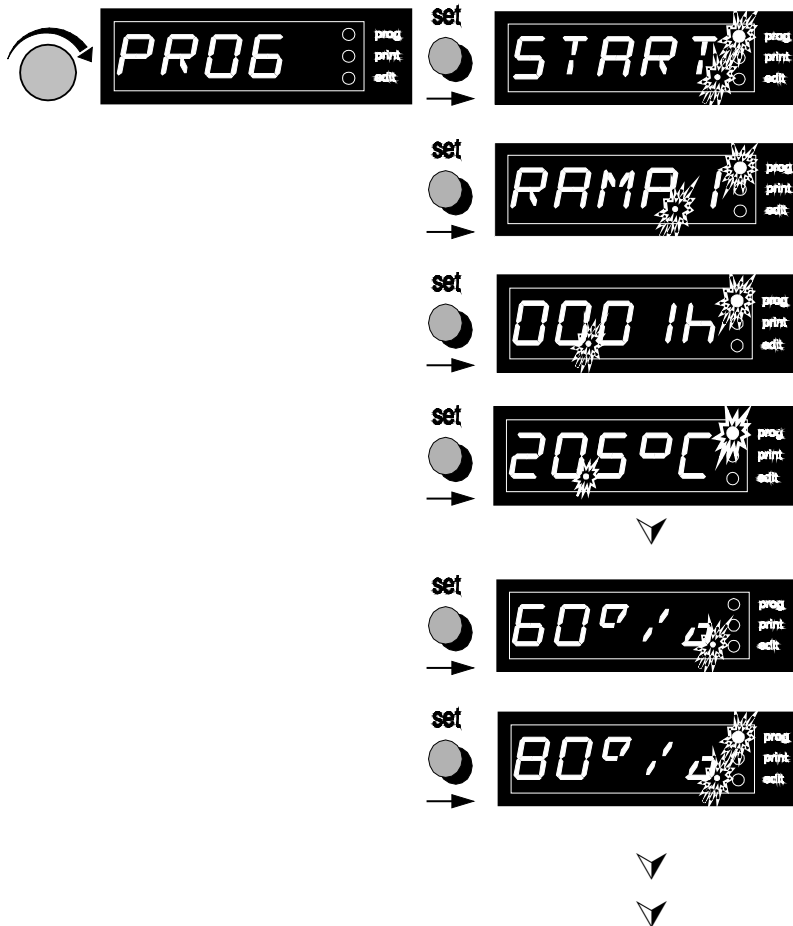 set
PROG
prog
print
edit
START
prog
print
edit
set
RAMP 1
prog
print
edit
set
0001h
prog
print
edit
set
205°C
prog
print
edit
set
60%
prog
print
edit
set
80%
prog
print
edit